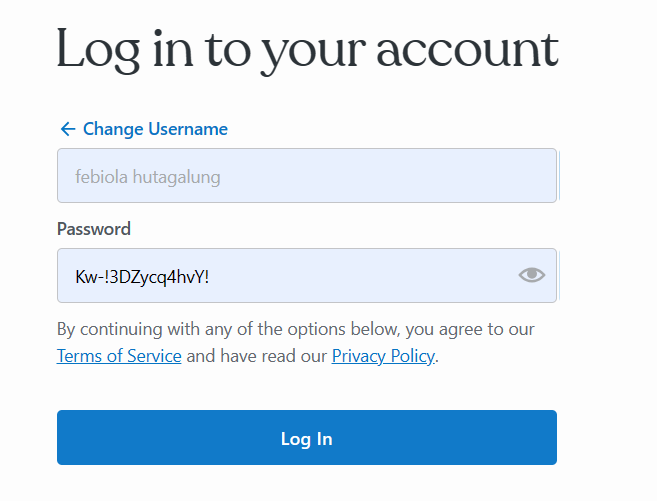 Log in to your account
← Change Username
febiola hutagalung
Password
Kw-!3DZycq4hvY!
By continuing with any of the options below, you agree to our
Terms of Service and have read our Privacy Policy.
Log In